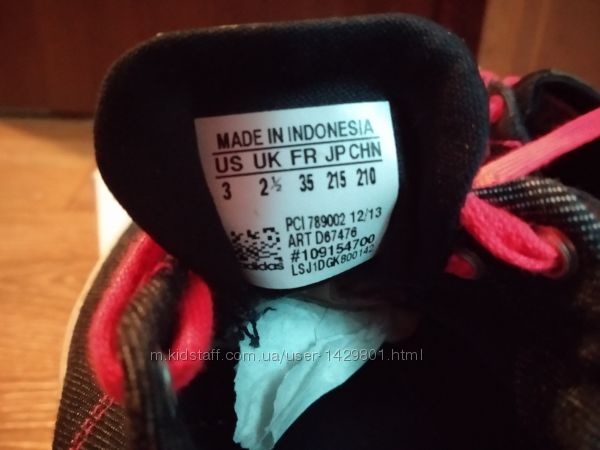 MADE IN INDONESIA
US UK FR JP CHN
3 2½ 35 215 210
PCI 789002 12/13
ART D67476
#109154700
LSJ1DGK800142
adidas
m.kidstaff.com.ua/user-1429801.html